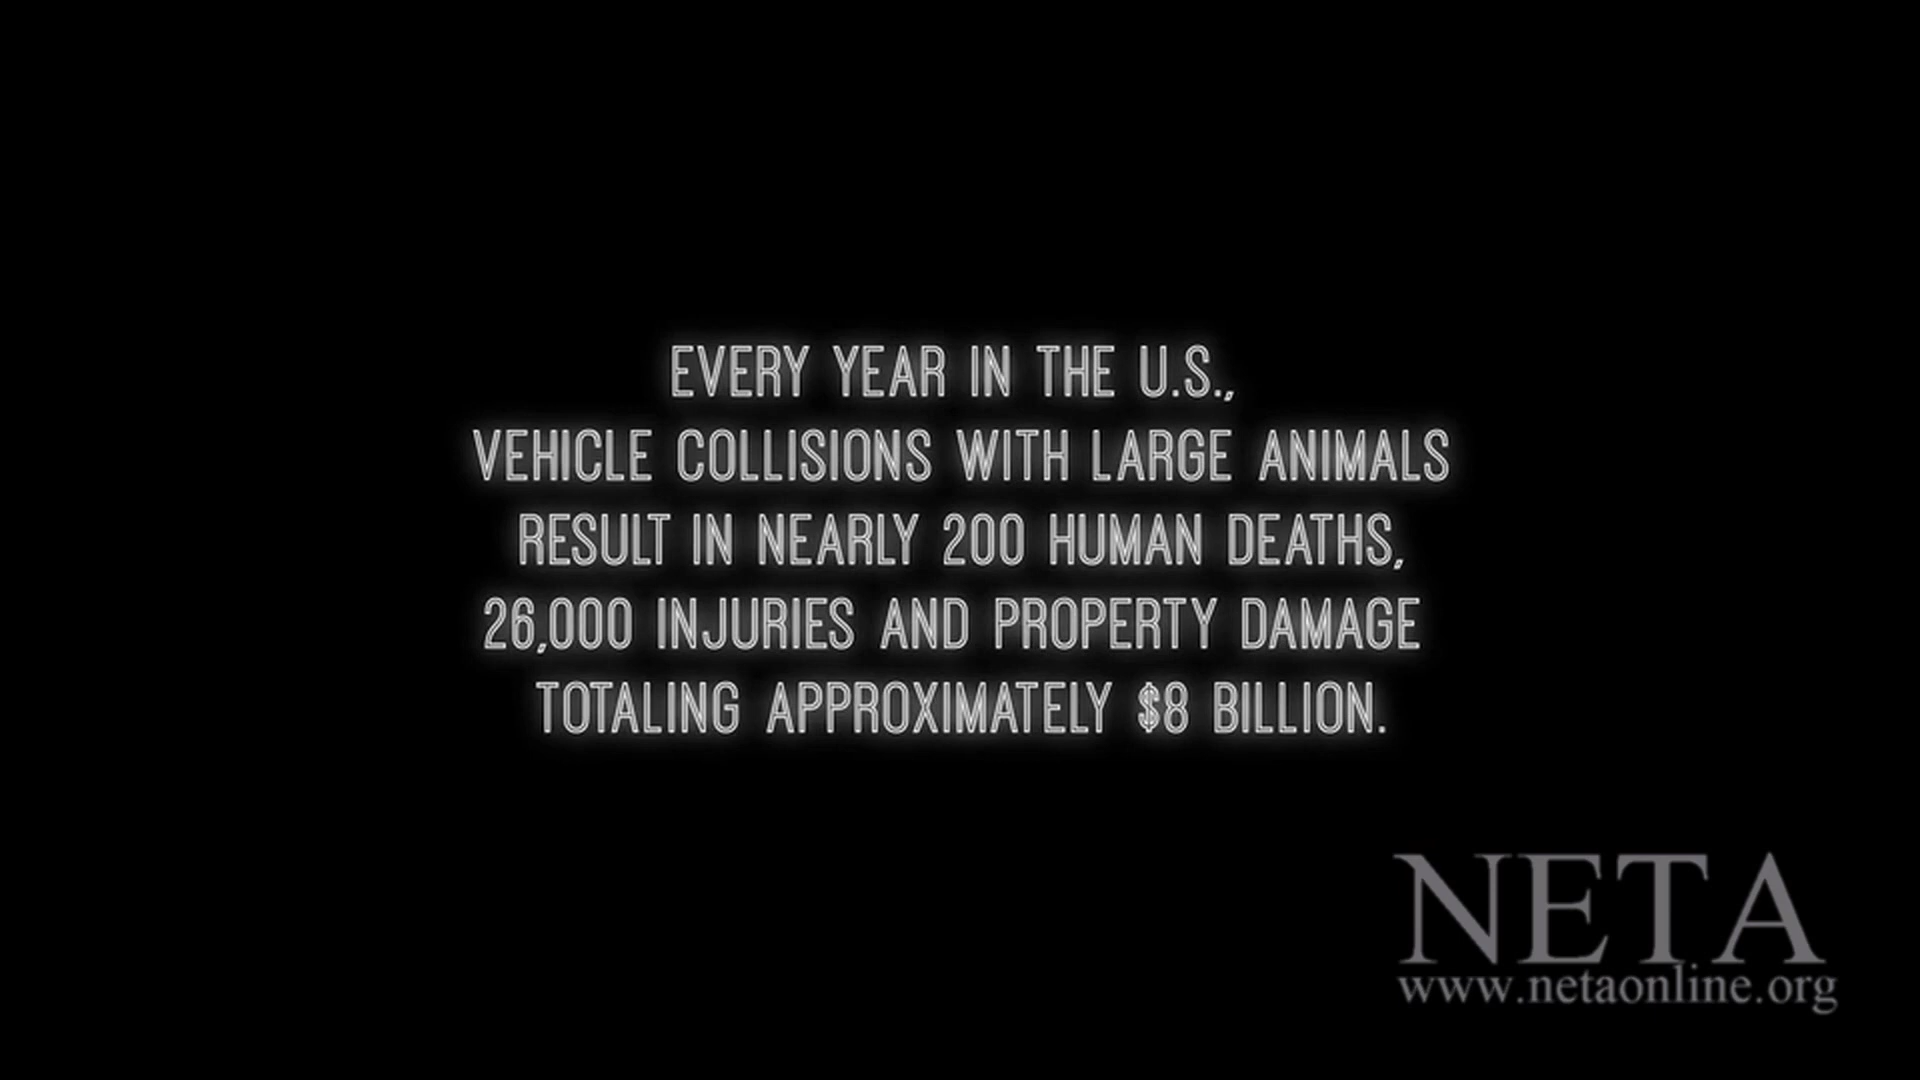 EVERY YEAR IN THE U.S.,
VEHICLE COLLISIONS WITH LARGE ANIMALS
RESULT IN NEARLY 200 HUMAN DEATHS,
26,000 INJURIES AND PROPERTY DAMAGE
TOTALING APPROXIMATELY $8 BILLION.
NETA
www.netaonline.org